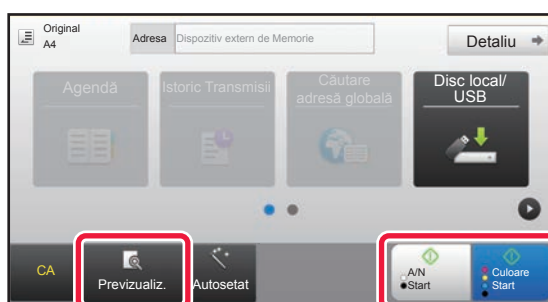 Original
A4
Adresa
Dispozitiv extern de Memorie
Detaliu
Agendă
Istoric Transmisii
Căutare
adresă globală
Disc local/
USB
CA
Previzualiz.
Autosetat
A/N
Start
Culoare
Start